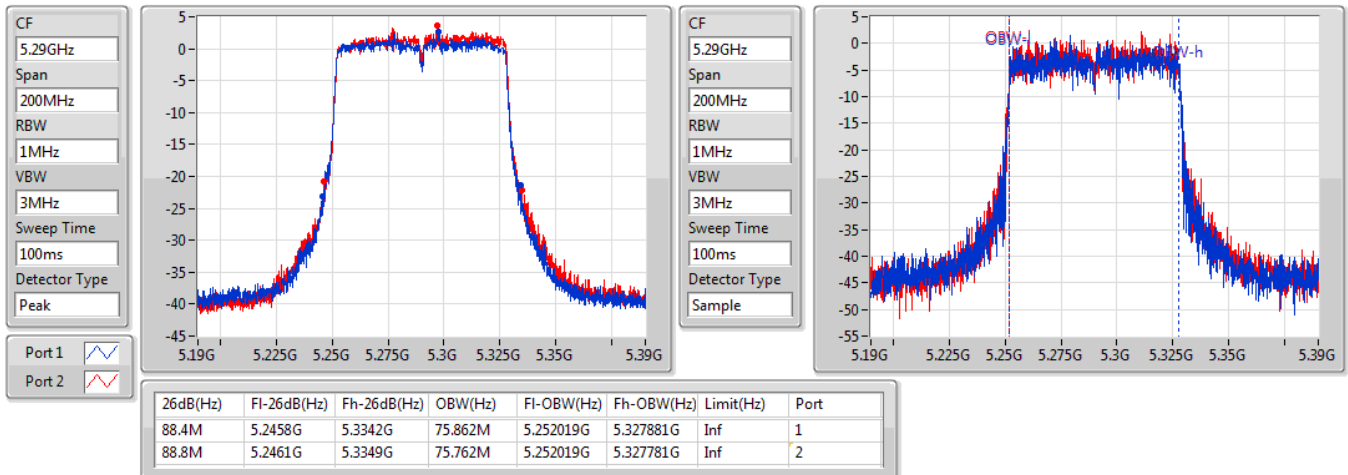 CF
5.29GHz
Span
200MHz
RBW
1MHz
VBW
3MHz
Sweep Time
100ms
Detector Type
Peak
5
0
-5
-10
-15
-20
-25
-30
-35
-40
-45
5.19G 5.225G 5.25G 5.275G 5.3G 5.325G 5.35G 5.39G
CF
5.29GHz
Span
200MHz
RBW
1MHz
VBW
3MHz
Sweep Time
100ms
Detector Type
Sample
5
0
-5
-10
-15
-20
-25
-30
-35
-40
-45
-50
-55
OBW-l
OBW-h
5.19G 5.225G 5.25G 5.275G 5.3G 5.325G 5.35G 5.39G
Port 1
Port 2
26dB(Hz) Fl-26dB(Hz) Fh-26dB(Hz) OBW(Hz) Fl-OBW(Hz) Fh-OBW(Hz) Limit(Hz) Port
88.4M 5.2458G 5.3342G 75.862M 5.252019G 5.327881G Inf 1
88.8M 5.2461G 5.3349G 75.762M 5.252019G 5.327781G Inf 2